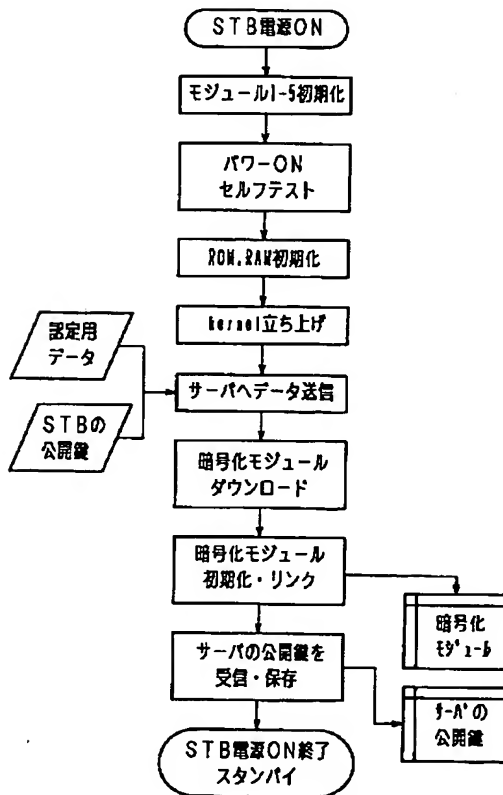 STB電源ON
モジュール1-5初期化
パワーON
セルフテスト
ROM.RAM初期化
kernel立ち上げ
認定用
データ
サーバへデータ送信
STBの
公開鍵
暗号化モジュール
ダウンロード
暗号化モジュール
初期化・リンク
暗号化
ﾓｼﾞｭｰﾙ
サーバの公開鍵を
受信・保存
ｻｰﾊﾞの
公開鍵
STB電源ON終了
スタンバイ